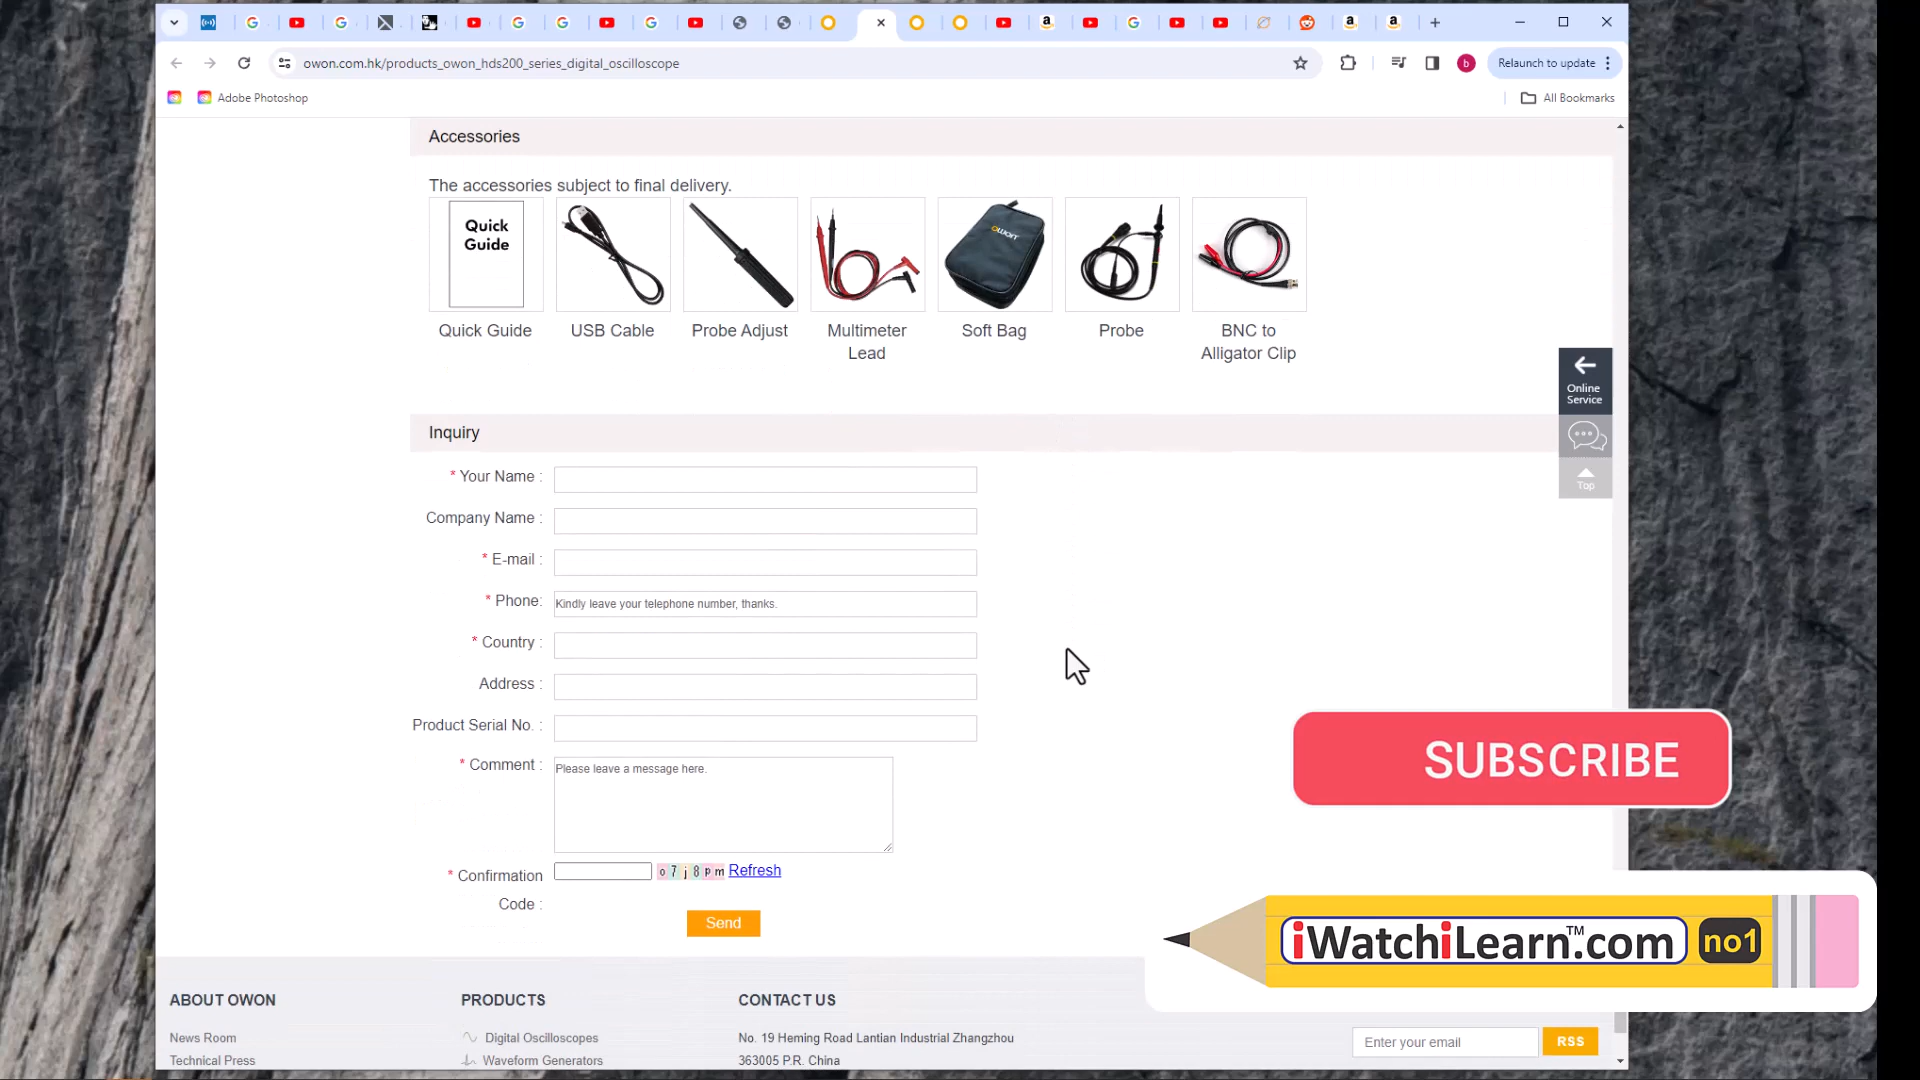 owon.com.hk/products_owon_hds200_series_digital_oscilloscope
b
Relaunch to update
Adobe Photoshop
All Bookmarks
Accessories
The accessories subject to final delivery.
Quick
Guide
OWON
Quick Guide
USB Cable
Probe Adjust
Multimeter
Lead
Soft Bag
Probe
BNC to
Alligator Clip
Online
Service
Top
Inquiry
* Your Name :
Company Name :
* E-mail :
* Phone: Kindly leave your telephone number, thanks.
* Country :
Address :
Product Serial No. :
* Comment : Please leave a message here.
* Confirmation
Code :
o7j8pm Refresh
Send
SUBSCRIBE
iWatchiLearn.com™ no1
ABOUT OWON
News Room
Technical Press
PRODUCTS
Digital Oscilloscopes
Waveform Generators
CONTACT US
No. 19 Heming Road Lantian Industrial Zhangzhou
363005 P.R. China
Enter your email
RSS